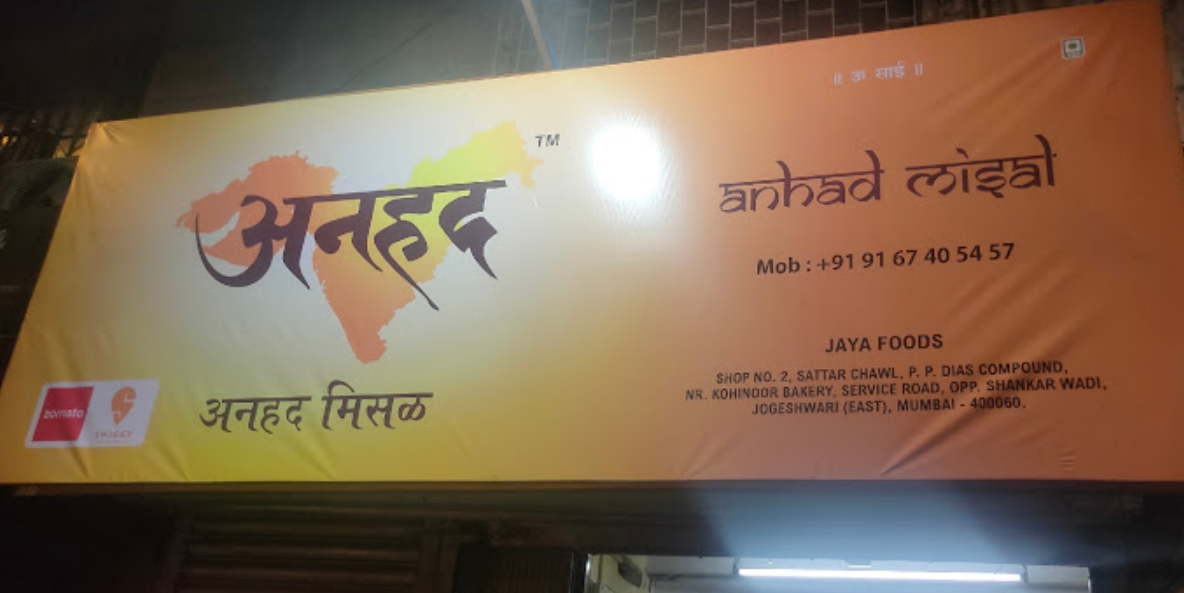 ॥ ॐ साई ॥
अनहद
TM
अनहद मिसळ
zomato
SWIGGY
anhad misal
Mob : +91 91 67 40 54 57
JAYA FOODS
SHOP NO. 2, SATTAR CHAWL, P. P. DIAS COMPOUND,
NR. KOHINOOR BAKERY, SERVICE ROAD, OPP. SHANKAR WADI,
JOGESHWARI (EAST), MUMBAI - 400060.